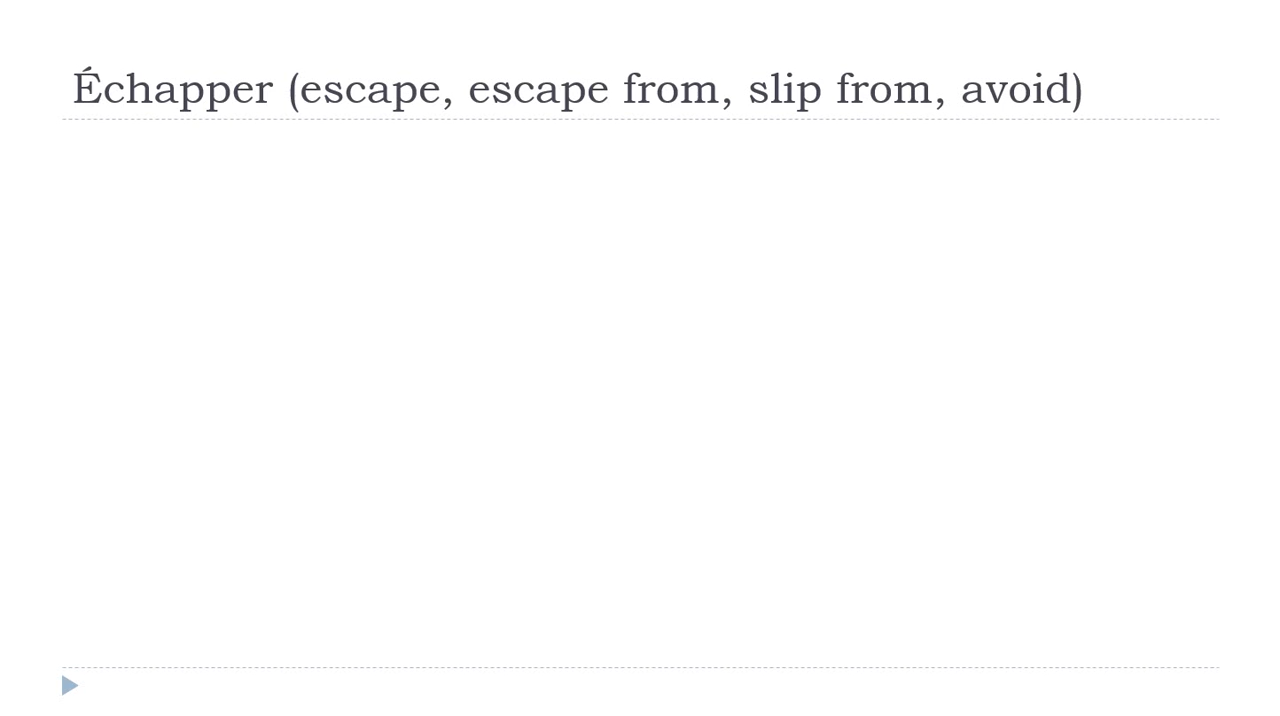 Échapper (escape, escape from, slip from, avoid)